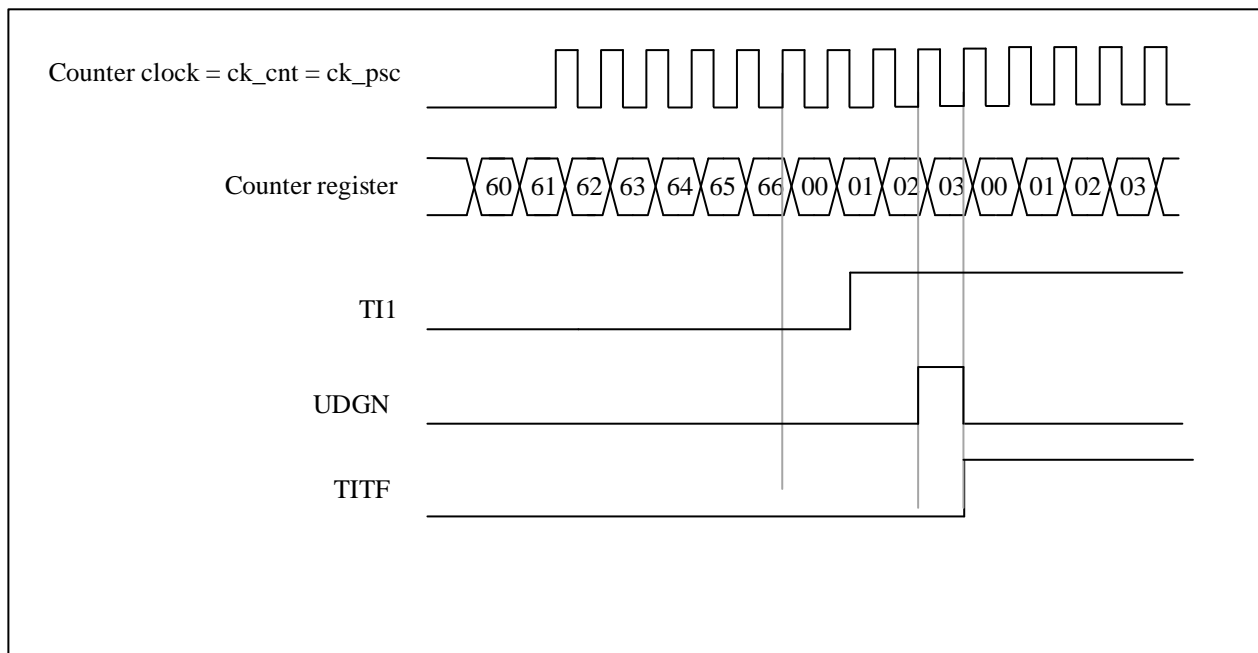 Counter clock = ck_cnt = ck_psc
Counter register 60 61 62 63 64 65 66 00 01 02 03 00 01 02 03
TI1
UDGN
TITF